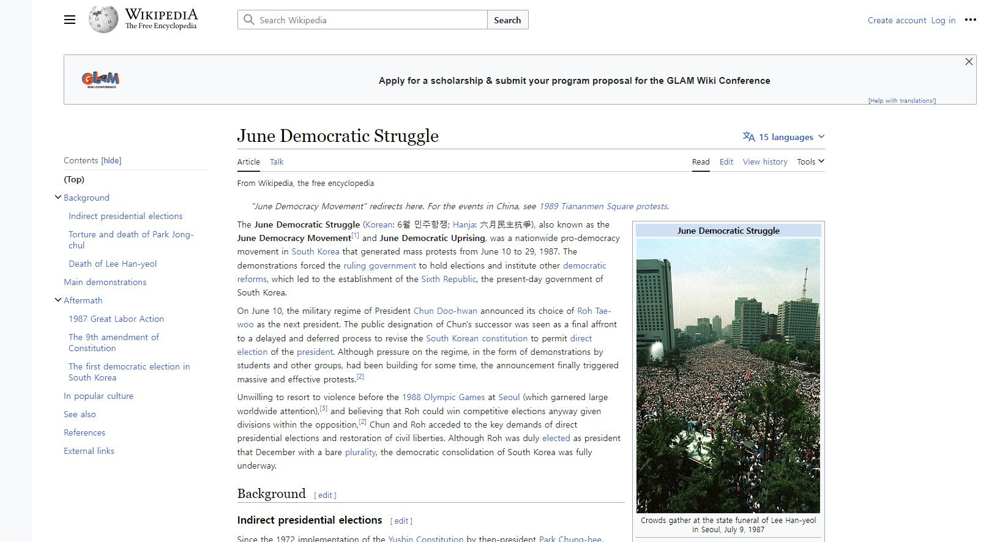 WIKIPEDIA
The Free Encyclopedia
Search Wikipedia
Search
Create account Log in
GLAM
WIKI CONFERENCE
Apply for a scholarship & submit your program proposal for the GLAM Wiki Conference
[Help with translations!]
Contents [hide]
(Top)
Background
Indirect presidential elections
Torture and death of Park Jong-
chul
Death of Lee Han-yeol
Main demonstrations
Aftermath
1987 Great Labor Action
The 9th amendment of
Constitution
The first democratic election in
South Korea
In popular culture
See also
References
External links
June Democratic Struggle
15 languages
Article Talk
Read Edit View history Tools
From Wikipedia, the free encyclopedia
"June Democracy Movement" redirects here. For the events in China, see 1989 Tiananmen Square protests.
The June Democratic Struggle (Korean: 6월 민주항쟁; Hanja: 六月民主抗爭), also known as the
June Democracy Movement[1] and June Democratic Uprising, was a nationwide pro-democracy
movement in South Korea that generated mass protests from June 10 to 29, 1987. The
demonstrations forced the ruling government to hold elections and institute other democratic
reforms, which led to the establishment of the Sixth Republic, the present-day government of
South Korea.
On June 10, the military regime of President Chun Doo-hwan announced its choice of Roh Tae-
woo as the next president. The public designation of Chun's successor was seen as a final affront
to a delayed and deferred process to revise the South Korean constitution to permit direct
election of the president. Although pressure on the regime, in the form of demonstrations by
students and other groups, had been building for some time, the announcement finally triggered
massive and effective protests.[2]
Unwilling to resort to violence before the 1988 Olympic Games at Seoul (which garnered large
worldwide attention),[3] and believing that Roh could win competitive elections anyway given
divisions within the opposition,[2] Chun and Roh acceded to the key demands of direct
presidential elections and restoration of civil liberties. Although Roh was duly elected as president
that December with a bare plurality, the democratic consolidation of South Korea was fully
underway.
Background [ edit ]
Indirect presidential elections [ edit ]
Since the 1972 implementation of the Yushin Constitution by then-president Park Chung-hee,
June Democratic Struggle
Crowds gather at the state funeral of Lee Han-yeol
in Seoul, July 9, 1987